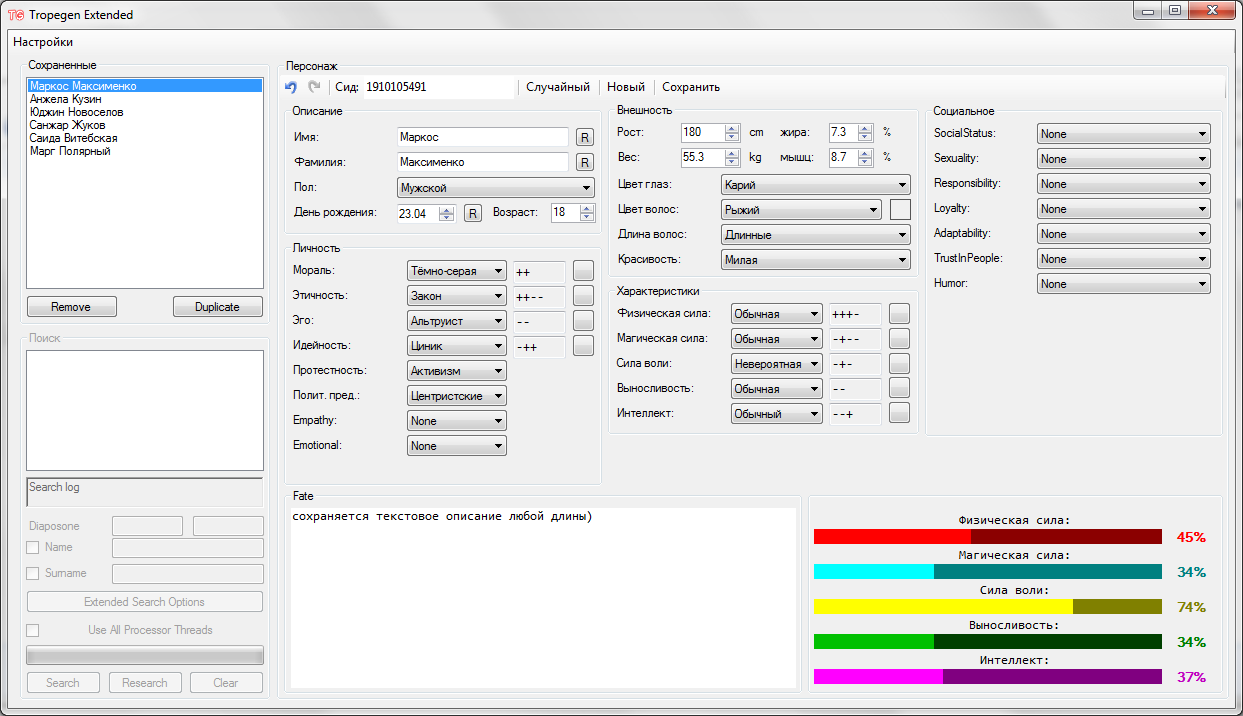 TG Tropegen Extended
Настройки
Сохраненные
Маркос Максименко
Анжела Кузин
Юджин Новоселов
Санжар Жуков
Саида Витебская
Марг Полярный
Remove
Duplicate
Поиск
Search log
Diaposone
Name
Surname
Extended Search Options
Use All Processor Threads
Search
Research
Clear
Персонаж
Сид: 1910105491
Случайный
Новый
Сохранить
Описание
Имя: Маркос R
Фамилия: Максименко R
Пол: Мужской
День рождения: 23.04 R Возраст: 18
Личность
Мораль: Тёмно-серая ++
Этичность: Закон ++--
Эго: Альтруист --
Идейность: Циник -++
Протестность: Активизм
Полит. пред.: Центристские
Empathy: None
Emotional: None
Внешность
Рост: 180 cm жира: 7.3 %
Вес: 55.3 kg мышц: 8.7 %
Цвет глаз: Карий
Цвет волос: Рыжий
Длина волос: Длинные
Красивость: Милая
Характеристики
Физическая сила: Обычная +++-
Магическая сила: Обычная -+--
Сила воли: Невероятная -+-
Выносливость: Обычная --
Интеллект: Обычный --+
Социальное
SocialStatus: None
Sexuality: None
Responsibility: None
Loyalty: None
Adaptability: None
TrustInPeople: None
Humor: None
Fate
сохраняется текстовое описание любой длины)
Физическая сила:
45%
Магическая сила:
34%
Сила воли:
74%
Выносливость:
34%
Интеллект:
37%